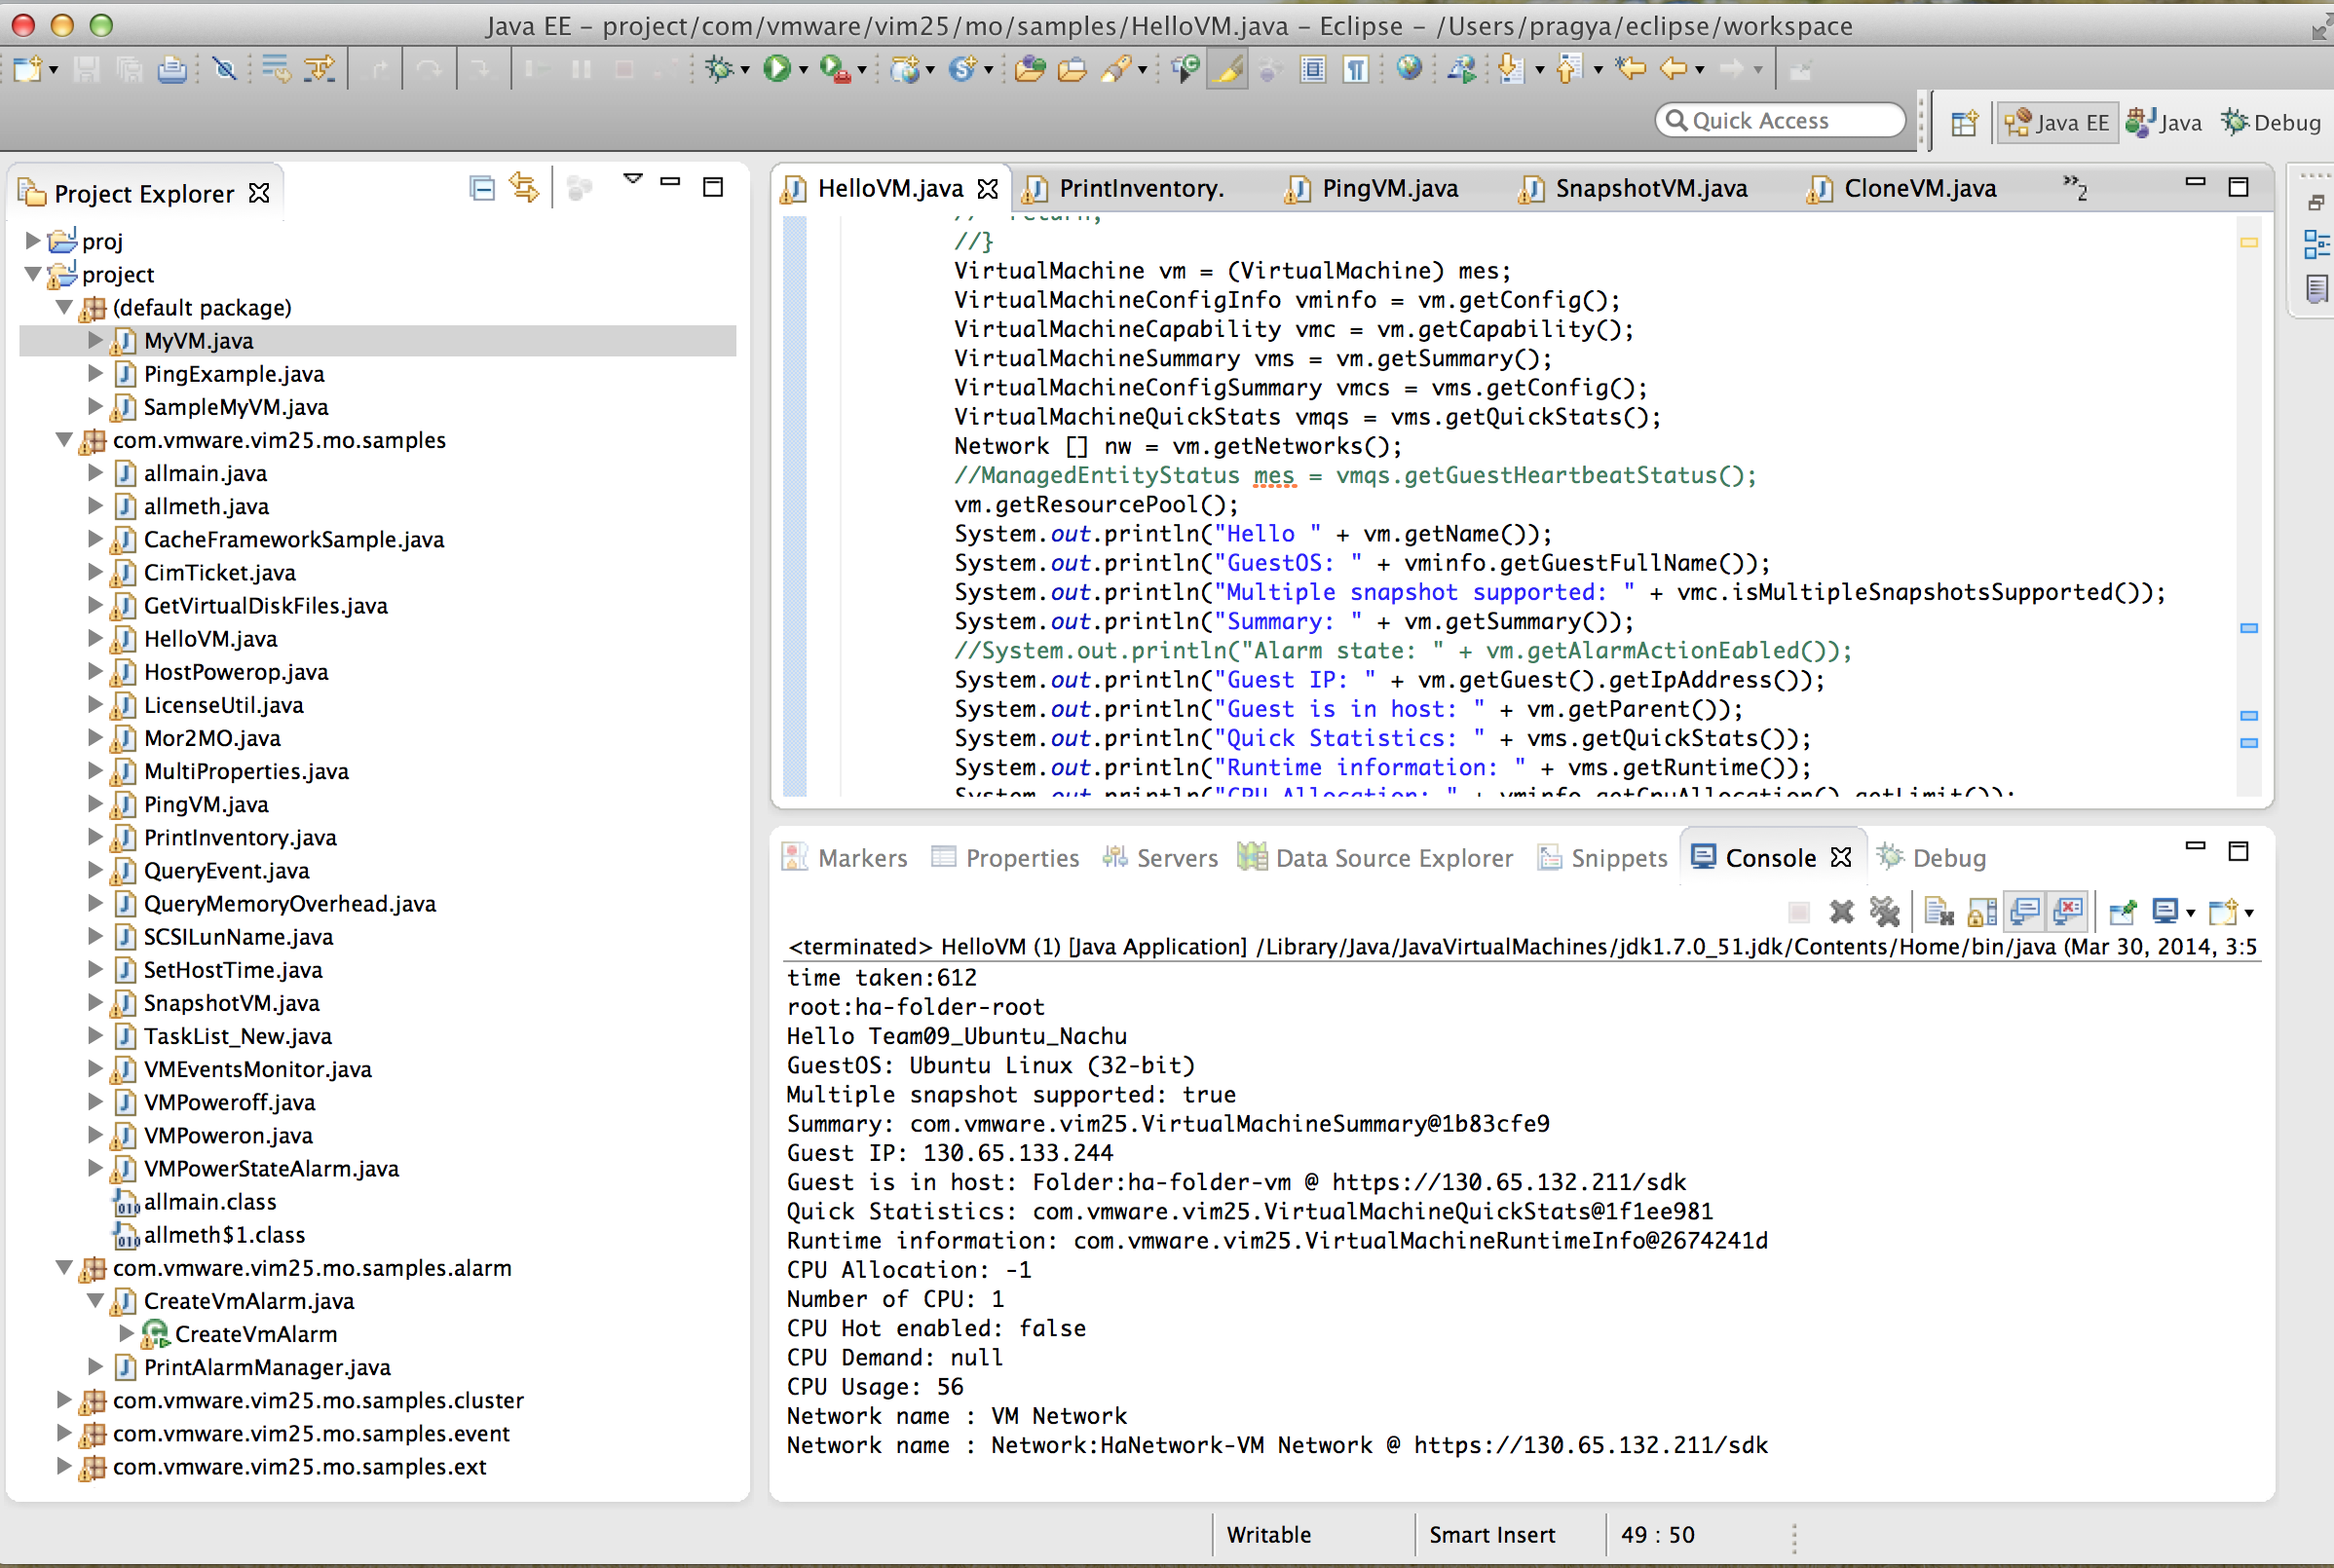 Java EE – project/com/vmware/vim25/mo/samples/HelloVM.java – Eclipse – /Users/pragya/eclipse/workspace
Quick Access
Java EE
Java
Debug
Project Explorer
proj
project
(default package)
MyVM.java
PingExample.java
SampleMyVM.java
com.vmware.vim25.mo.samples
allmain.java
allmeth.java
CacheFrameworkSample.java
CimTicket.java
GetVirtualDiskFiles.java
HelloVM.java
HostPowerop.java
LicenseUtil.java
Mor2MO.java
MultiProperties.java
PingVM.java
PrintInventory.java
QueryEvent.java
QueryMemoryOverhead.java
SCSILunName.java
SetHostTime.java
SnapshotVM.java
TaskList_New.java
VMEventsMonitor.java
VMPoweroff.java
VMPoweron.java
VMPowerStateAlarm.java
allmain.class
allmeth$1.class
com.vmware.vim25.mo.samples.alarm
CreateVmAlarm.java
CreateVmAlarm
PrintAlarmManager.java
com.vmware.vim25.mo.samples.cluster
com.vmware.vim25.mo.samples.event
com.vmware.vim25.mo.samples.ext
HelloVM.java PrintInventory. PingVM.java SnapshotVM.java CloneVM.java »2
// return;
//}
VirtualMachine vm = (VirtualMachine) mes;
VirtualMachineConfigInfo vminfo = vm.getConfig();
VirtualMachineCapability vmc = vm.getCapability();
VirtualMachineSummary vms = vm.getSummary();
VirtualMachineConfigSummary vmcs = vms.getConfig();
VirtualMachineQuickStats vmqs = vms.getQuickStats();
Network [] nw = vm.getNetworks();
//ManagedEntityStatus mes = vmqs.getGuestHeartbeatStatus();
vm.getResourcePool();
System.out.println("Hello " + vm.getName());
System.out.println("GuestOS: " + vminfo.getGuestFullName());
System.out.println("Multiple snapshot supported: " + vmc.isMultipleSnapshotsSupported());
System.out.println("Summary: " + vm.getSummary());
//System.out.println("Alarm state: " + vm.getAlarmActionEabled());
System.out.println("Guest IP: " + vm.getGuest().getIpAddress());
System.out.println("Guest is in host: " + vm.getParent());
System.out.println("Quick Statistics: " + vms.getQuickStats());
System.out.println("Runtime information: " + vms.getRuntime());
System.out.println("CPU Allocation: " + vminfo.getCpuAllocation().getLimit());
Markers Properties Servers Data Source Explorer Snippets Console Debug
<terminated> HelloVM (1) [Java Application] /Library/Java/JavaVirtualMachines/jdk1.7.0_51.jdk/Contents/Home/bin/java (Mar 30, 2014, 3:5
time taken:612
root:ha-folder-root
Hello Team09_Ubuntu_Nachu
GuestOS: Ubuntu Linux (32-bit)
Multiple snapshot supported: true
Summary: com.vmware.vim25.VirtualMachineSummary@1b83cfe9
Guest IP: 130.65.133.244
Guest is in host: Folder:ha-folder-vm @ https://130.65.132.211/sdk
Quick Statistics: com.vmware.vim25.VirtualMachineQuickStats@1f1ee981
Runtime information: com.vmware.vim25.VirtualMachineRuntimeInfo@2674241d
CPU Allocation: -1
Number of CPU: 1
CPU Hot enabled: false
CPU Demand: null
CPU Usage: 56
Network name : VM Network
Network name : Network:HaNetwork-VM Network @ https://130.65.132.211/sdk
Writable
Smart Insert
49 : 50